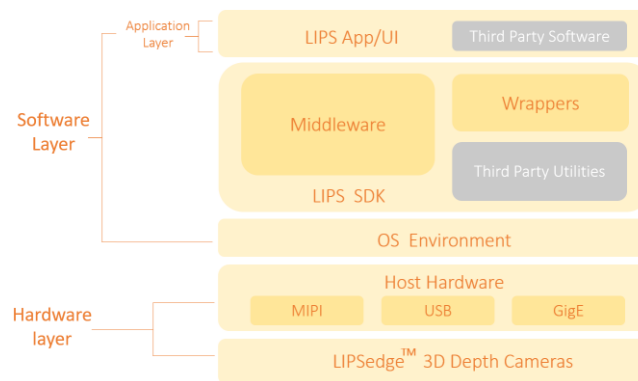 Application
Layer
LIPS App/UI
Third Party Software
Software
Layer
Middleware
Wrappers
Third Party Utilities
LIPS SDK
OS Environment
Hardware
layer
Host Hardware
MIPI
USB
GigE
LIPSedge™ 3D Depth Cameras